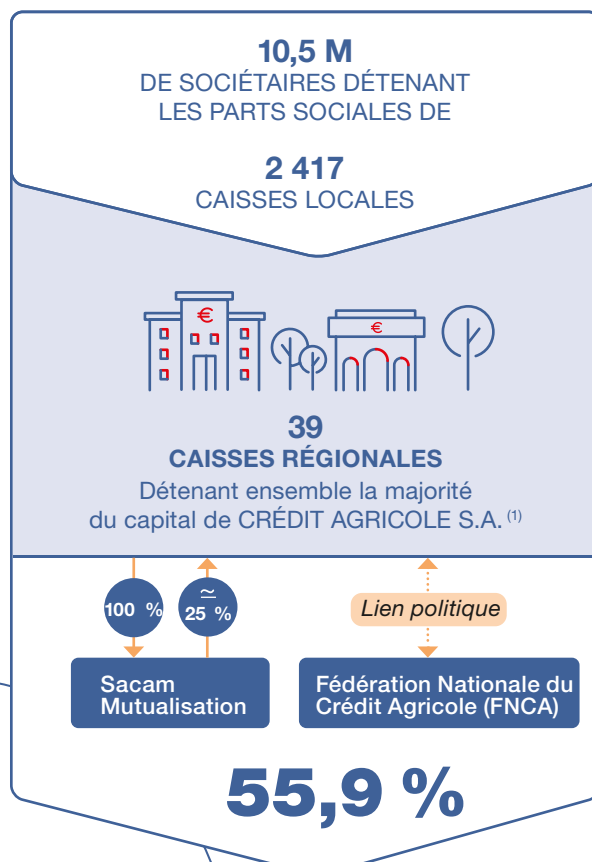 10,5 M
DE SOCIÉTAIRES DÉTENANT
LES PARTS SOCIALES DE
2 417
CAISSES LOCALES
€
€
39
CAISSES RÉGIONALES
Détenant ensemble la majorité
du capital de CRÉDIT AGRICOLE S.A. (1)
100 %
≃
25 %
Lien politique
Sacam
Mutualisation
Fédération Nationale du
Crédit Agricole (FNCA)
55,9 %